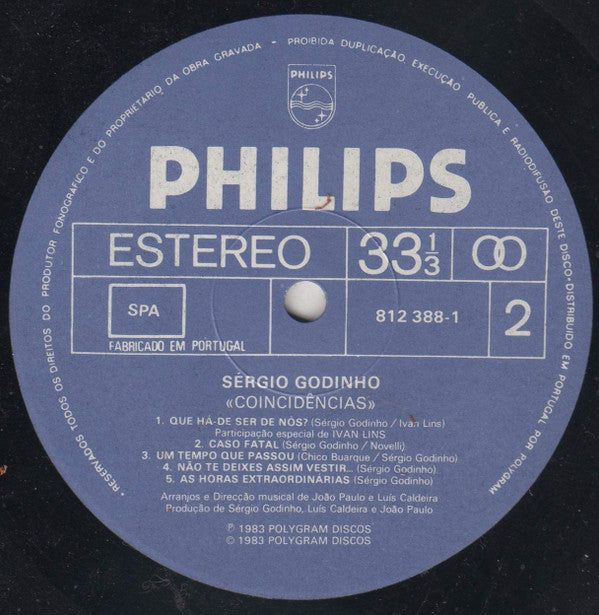 • RESERVADOS TODOS OS DIREITOS DO PRODUTOR FONOGRÁFICO E DO PROPRIETÁRIO DA OBRA GRAVADA - PROIBIDA DUPLICAÇÃO, EXECUÇÃO PUBLICA E RADIODIFUSÃO DESTE DISCO • DISTRIBUIDO EM PORTUGAL POR POLYGRAM •
PHILIPS
PHILIPS
ESTEREO 33 1/3
SPA 812 388-1 2
FABRICADO EM PORTUGAL
SERGIO GODINHO
«COINCIDÊNCIAS»
1. QUE HÁ-DE SER DE NÓS? (Sérgio Godinho / Ivan Lins)
Participação especial de IVAN LINS
2. CASO FATAL (Sérgio Godinho / Novelli)
3. UM TEMPO QUE PASSOU (Chico Buarque / Sérgio Godinho)
4. NÃO TE DEIXES ASSIM VESTIR... (Sérgio Godinho)
5. AS HORAS EXTRAORDINÁRIAS (Sérgio Godinho)
Arranjos e Direcção musical de João Paulo e Luís Caldeira
Produção de Sérgio Godinho, Luís Caldeira e João Paulo
℗ 1983 POLYGRAM DISCOS
© 1983 POLYGRAM DISCOS